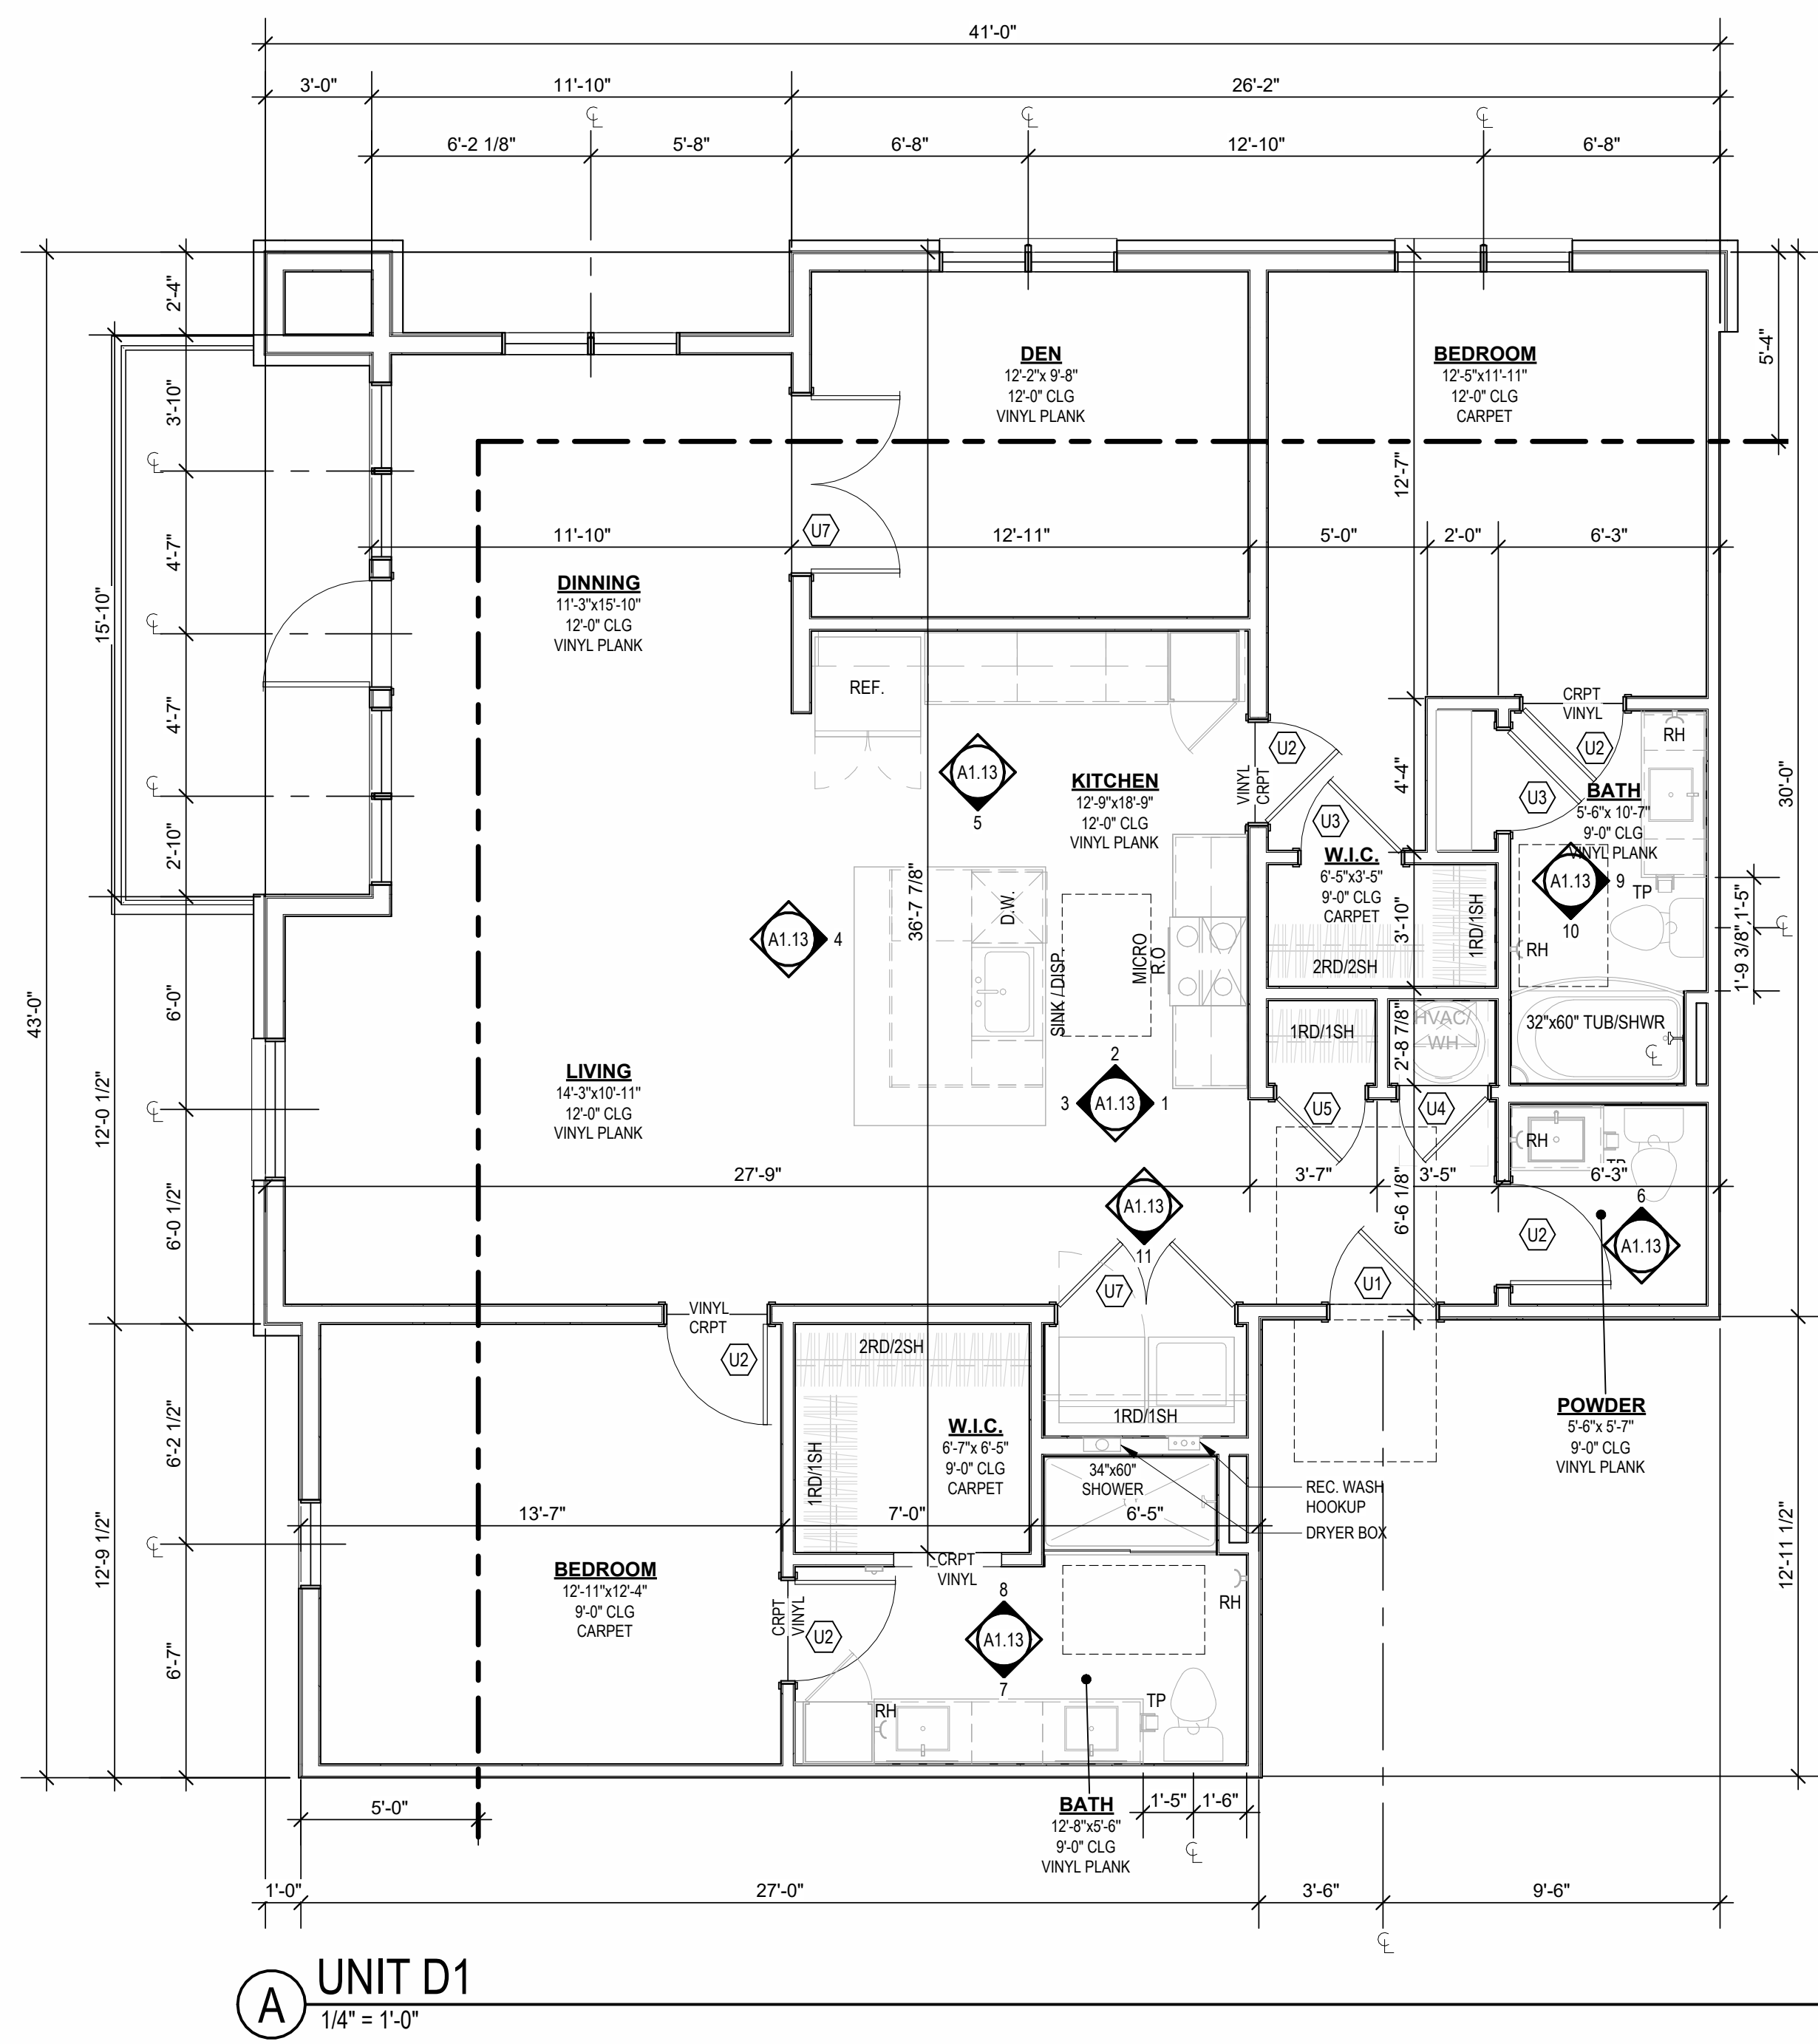 41'-0"
3'-0"
11'-10"
26'-2"
6'-2 1/8"
5'-8"
6'-8"
12'-10"
6'-8"
2'-4"
3'-10"
4'-7"
4'-7"
2'-10"
6'-0"
6'-0 1/2"
6'-2 1/2"
6'-7"
15'-10"
12'-0 1/2"
12'-9 1/2"
43'-0"
5'-4"
30'-0"
12'-11 1/2"
1'-5"
1'-9 3/8"
DEN
12'-2"x 9'-8"
12'-0" CLG
VINYL PLANK
BEDROOM
12'-5"x11'-11"
12'-0" CLG
CARPET
12'-7"
11'-10"
U7
12'-11"
5'-0"
2'-0"
6'-3"
DINNING
11'-3"x15'-10"
12'-0" CLG
VINYL PLANK
REF.
CRPT
VINYL
RH
U2
U2
A1.13
5
KITCHEN
12'-9"x18'-9"
12'-0" CLG
VINYL PLANK
VINYL
CRPT
4'-4"
U3
U3
BATH
5'-6"x 10'-7"
9'-0" CLG
VINYL PLANK
W.I.C.
6'-5"x3'-5"
9'-0" CLG
CARPET
3'-10"
2RD/2SH
1RD/1SH
A1.13
9
10
TP
RH
D.W.
36'-7 7/8"
SINK / DISP.
MICRO
R.O
A1.13
4
1RD/1SH
2'-8 7/8"
HVAC/
WH
32"x60" TUB/SHWR
LIVING
14'-3"x10'-11"
12'-0" CLG
VINYL PLANK
2
3
A1.13
1
U5
U4
RH
27'-9"
3'-7"
3'-5"
6'-3"
6'-6 1/8"
6
A1.13
U2
A1.13
11
U7
U1
VINYL
CRPT
U2
2RD/2SH
1RD/1SH
1RD/1SH
W.I.C.
6'-7"x 6'-5"
9'-0" CLG
CARPET
34"x60"
SHOWER
POWDER
5'-6"x 5'-7"
9'-0" CLG
VINYL PLANK
REC. WASH
HOOKUP
DRYER BOX
13'-7"
7'-0"
6'-5"
BEDROOM
12'-11"x12'-4"
9'-0" CLG
CARPET
CRPT
VINYL
CRPT
VINYL
U2
8
A1.13
7
RH
RH
TP
5'-0"
BATH
12'-8"x5'-6"
9'-0" CLG
VINYL PLANK
1'-5"
1'-6"
1'-0"
27'-0"
3'-6"
9'-6"
A
UNIT D1
1/4" = 1'-0"